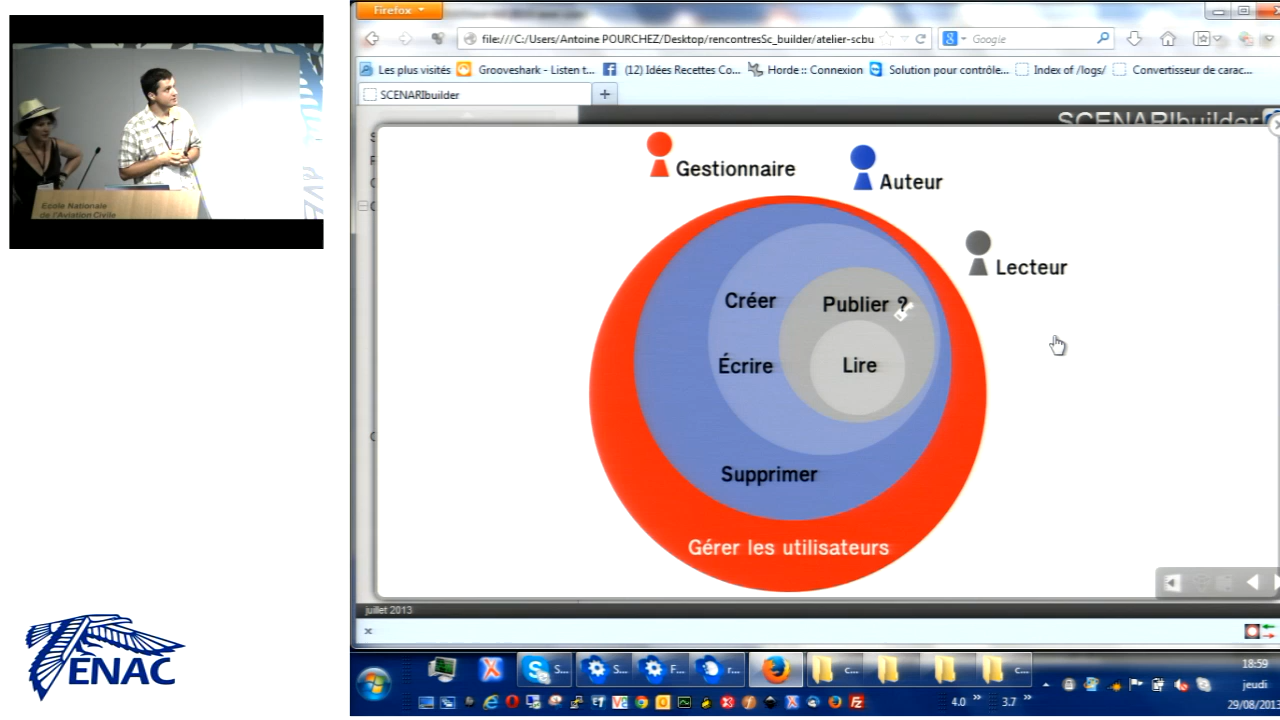 Ecole Nationale
de l'Aviation Civile
ENAC
Firefox
file:///C:/Users/Antoine POURCHEZ/Desktop/rencontresSc_builder/atelier-scbu
Google
Les plus visités
Grooveshark - Listen t...
(12) Idées Recettes Co...
Horde :: Connexion
Solution pour contrôle...
Index of /logs/
Convertisseur de carac...
SCENARIbuilder
SCENARIbuilder
Gestionnaire
Auteur
Lecteur
Créer
Publier ?
Écrire
Lire
Supprimer
Gérer les utilisateurs
juillet 2013
S...
S...
F...
r...
c...
c...
4.0
3.7
18:59
jeudi
29/08/201